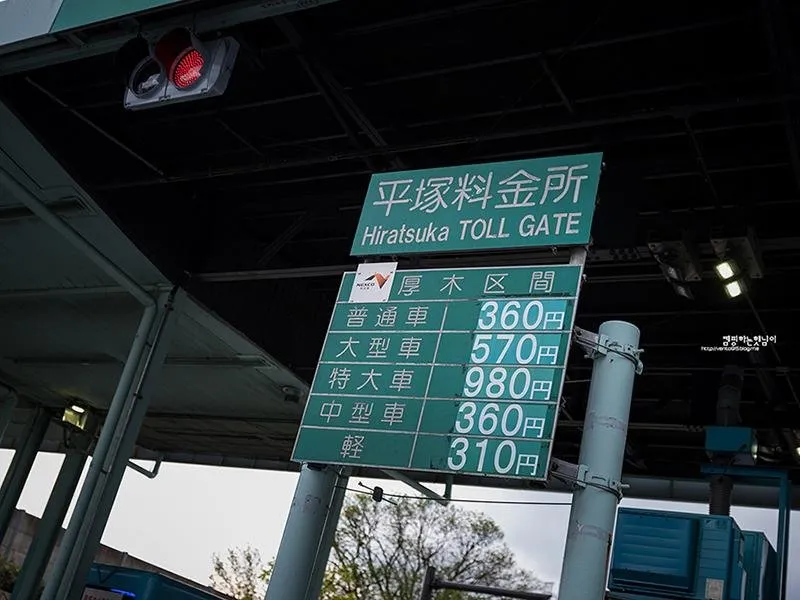 平塚料金所
Hiratsuka TOLL GATE
NEXCO 厚木区間
普通車 360円
大型車 570円
特大車 980円
中型車 360円
軽 310円
캠핑하는햇님이